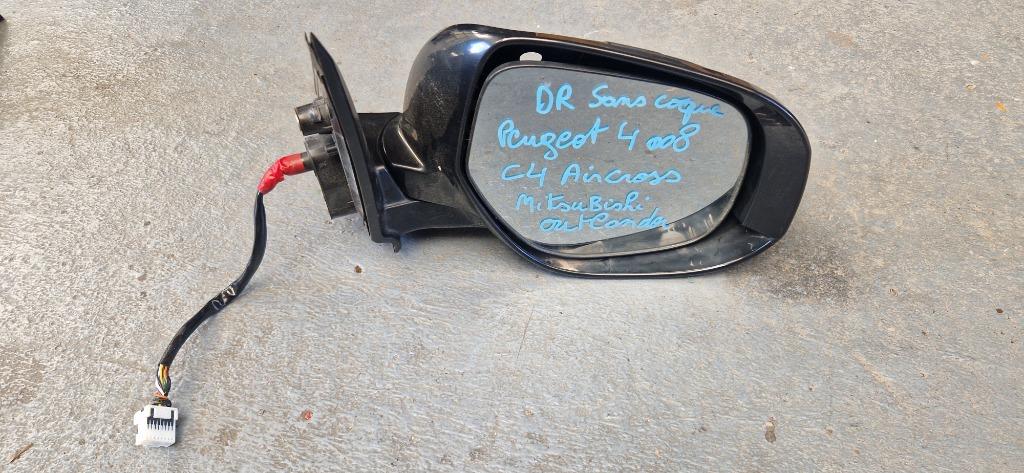 DR Sans coque
Peugeot 4008
C4 Aircross
MitsuBishi
outLander